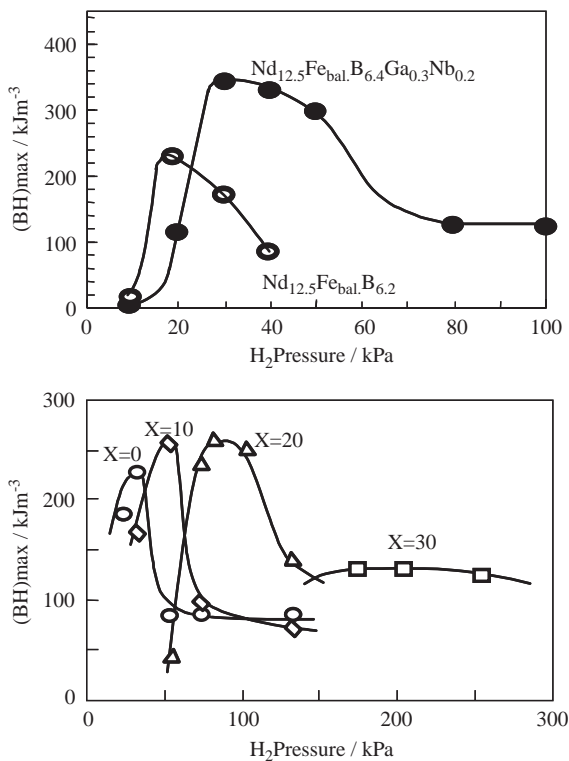 400
Nd12.5Febal.B6.4Ga0.3Nb0.2
300
(BH)max / kJm-3
200
100
Nd12.5Febal.B6.2
0
0 20 40 60 80 100
H2Pressure / kPa
300
X=0 X=10 X=20
200
(BH)max / kJm-3
X=30
100
0
0 100 200 300
H2Pressure / kPa